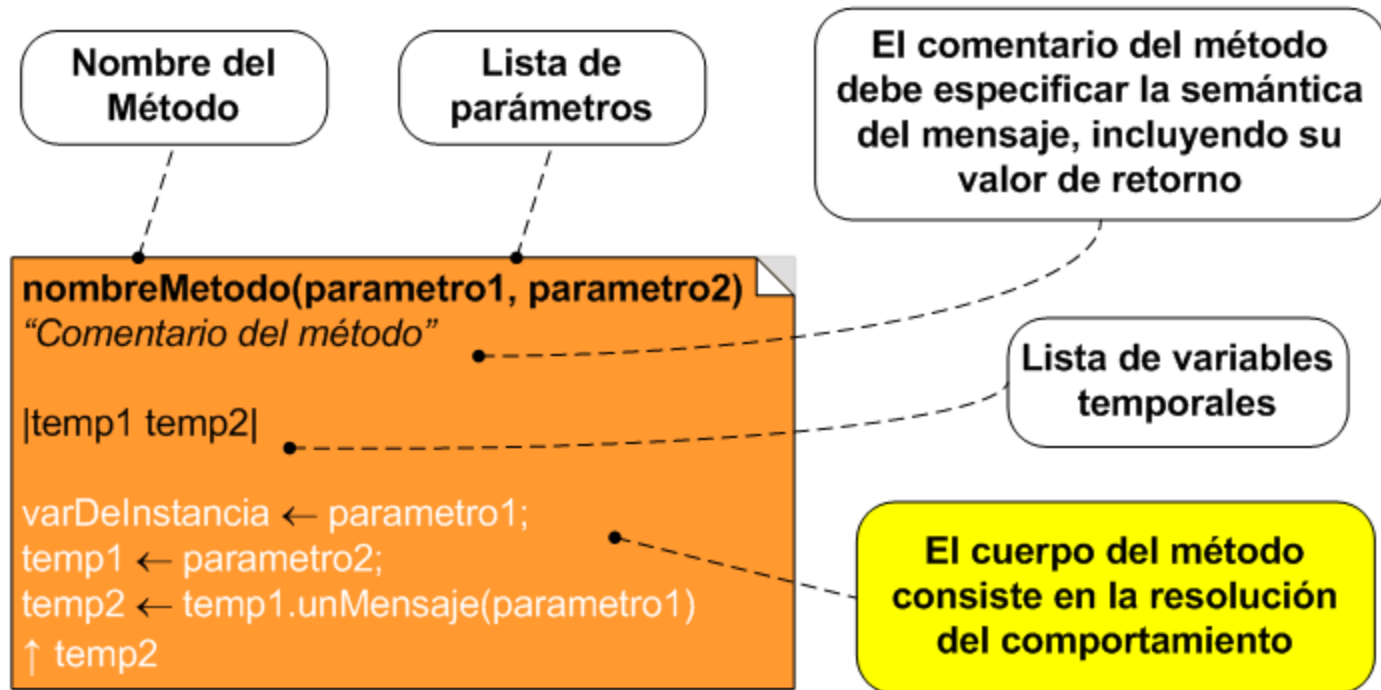 Nombre del
Método
Lista de
parámetros
El comentario del método
debe especificar la semántica
del mensaje, incluyendo su
valor de retorno
nombreMetodo(parametro1, parametro2)
“Comentario del método”
|temp1 temp2|
varDeInstancia ← parametro1;
temp1 ← parametro2;
temp2 ← temp1.unMensaje(parametro1)
↑ temp2
Lista de variables
temporales
El cuerpo del método
consiste en la resolución
del comportamiento